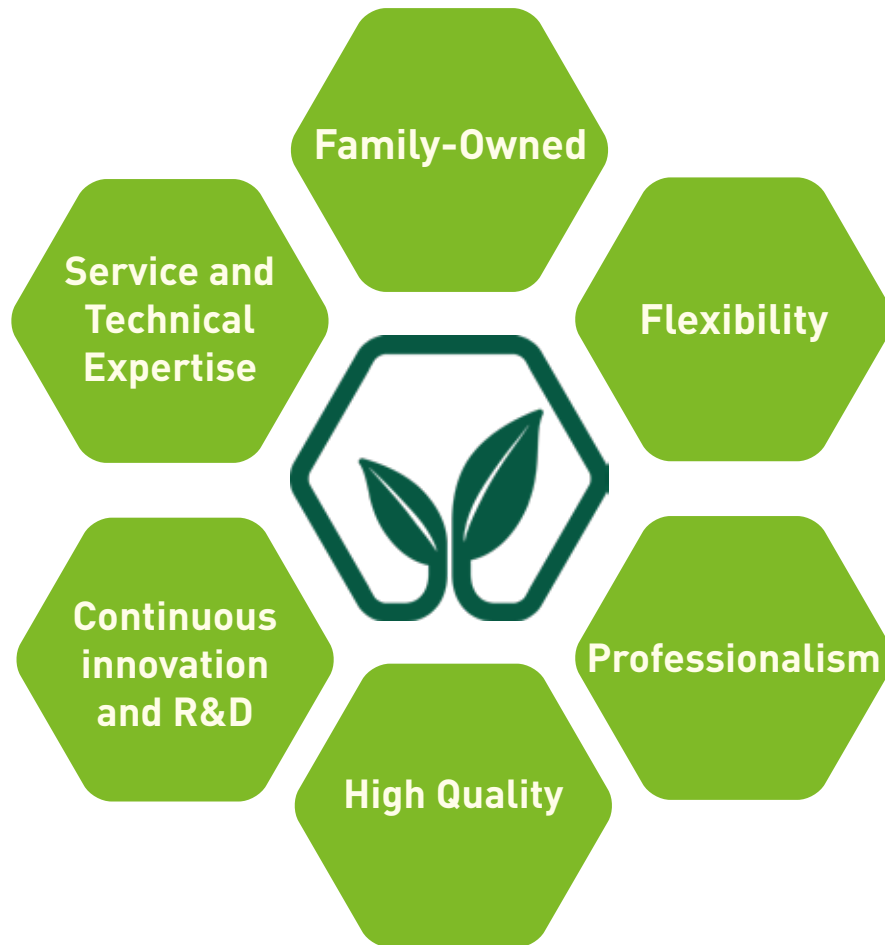 Family-Owned
Service and
Technical
Expertise
Flexibility
Continuous
innovation
and R&D
Professionalism
High Quality